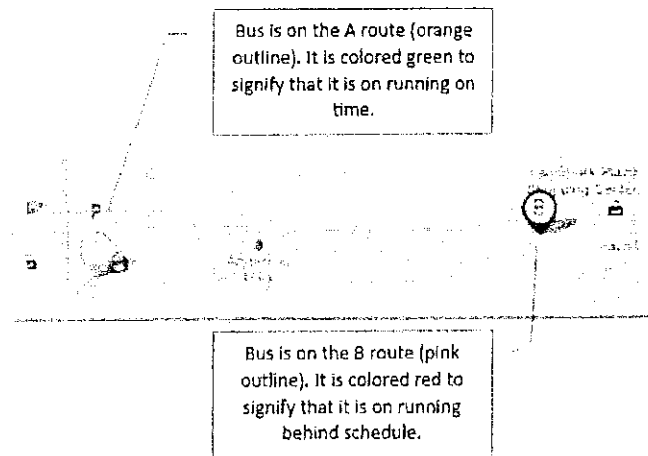 Bus is on the A route (orange
outline). It is colored green to
signify that it is on running on
time.
Shopping Center
B
Bus is on the B route (pink
outline). It is colored red to
signify that it is on running
behind schedule.